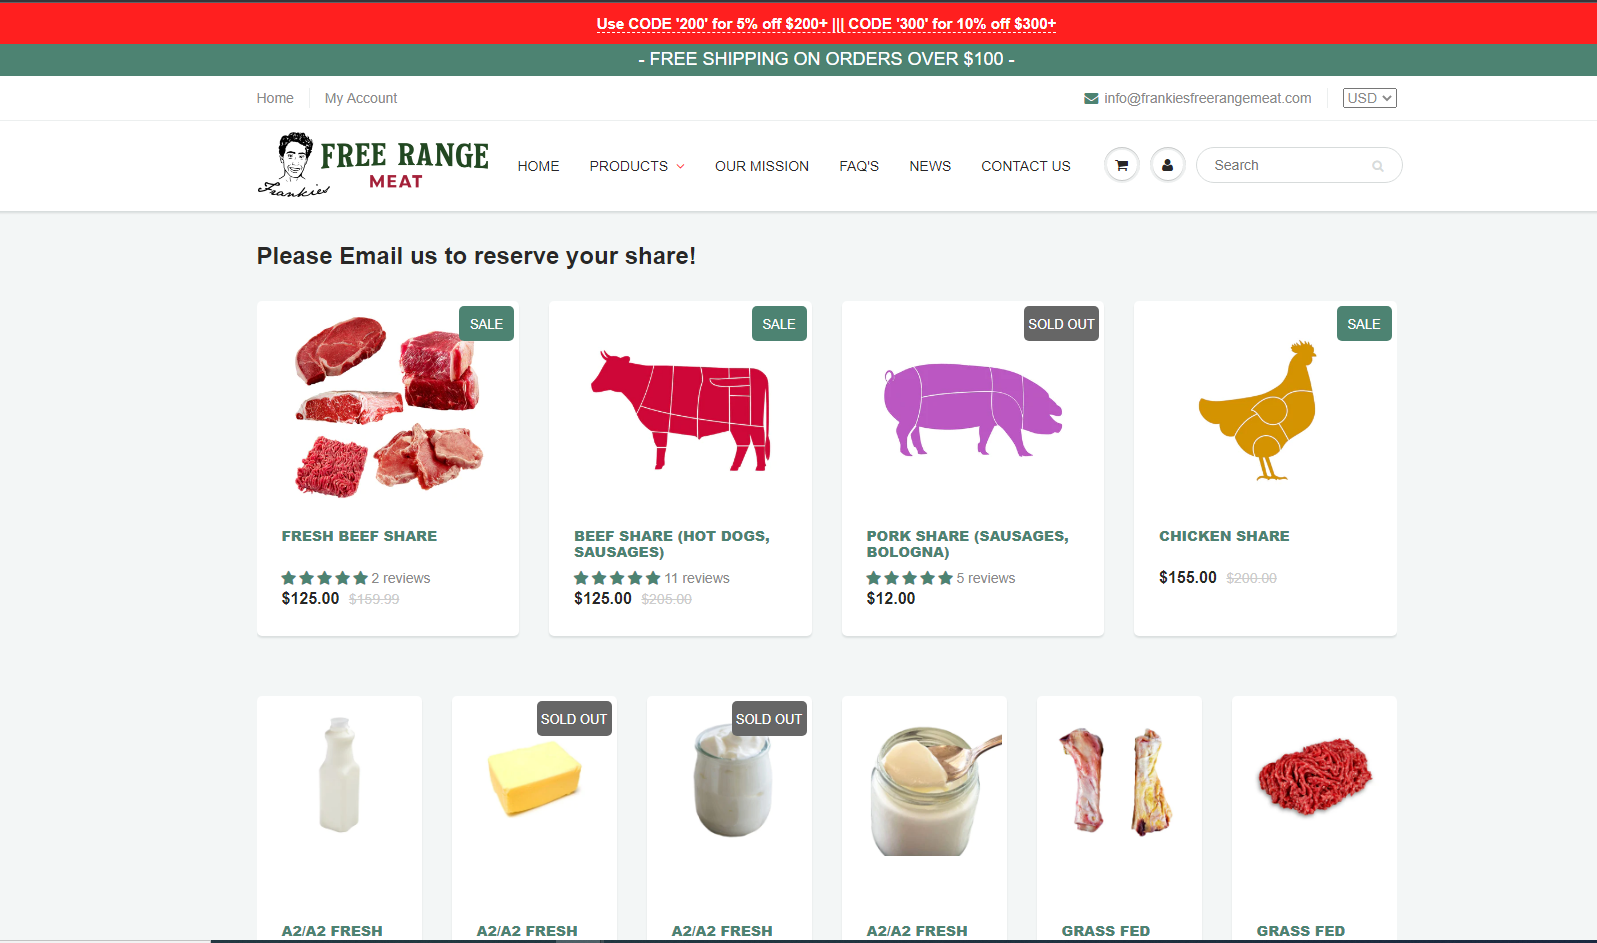 Use CODE '200' for 5% off $200+ ||| CODE '300' for 10% off $300+
- FREE SHIPPING ON ORDERS OVER $100 -
Home
My Account
info@frankiesfreerangemeat.com
USD
Frankies
FREE RANGE
MEAT
HOME
PRODUCTS
OUR MISSION
FAQ'S
NEWS
CONTACT US
Search
Please Email us to reserve your share!
SALE
FRESH BEEF SHARE
2 reviews
$125.00 $159.99
SALE
BEEF SHARE (HOT DOGS,
SAUSAGES)
11 reviews
$125.00 $205.00
SOLD OUT
PORK SHARE (SAUSAGES,
BOLOGNA)
5 reviews
$12.00
SALE
CHICKEN SHARE
$155.00 $200.00
A2/A2 FRESH
SOLD OUT
A2/A2 FRESH
SOLD OUT
A2/A2 FRESH
A2/A2 FRESH
GRASS FED
GRASS FED